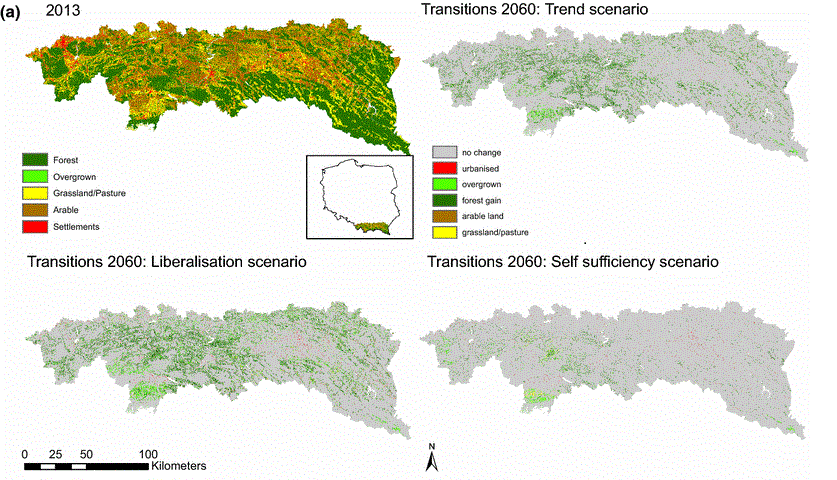 (a)
2013
Transitions 2060: Trend scenario
Forest
Overgrown
Grassland/Pasture
Arable
Settlements
no change
urbanised
overgrown
forest gain
arable land
grassland/pasture
Transitions 2060: Liberalisation scenario
Transitions 2060: Self sufficiency scenario
0 25 50 100
Kilometers
N